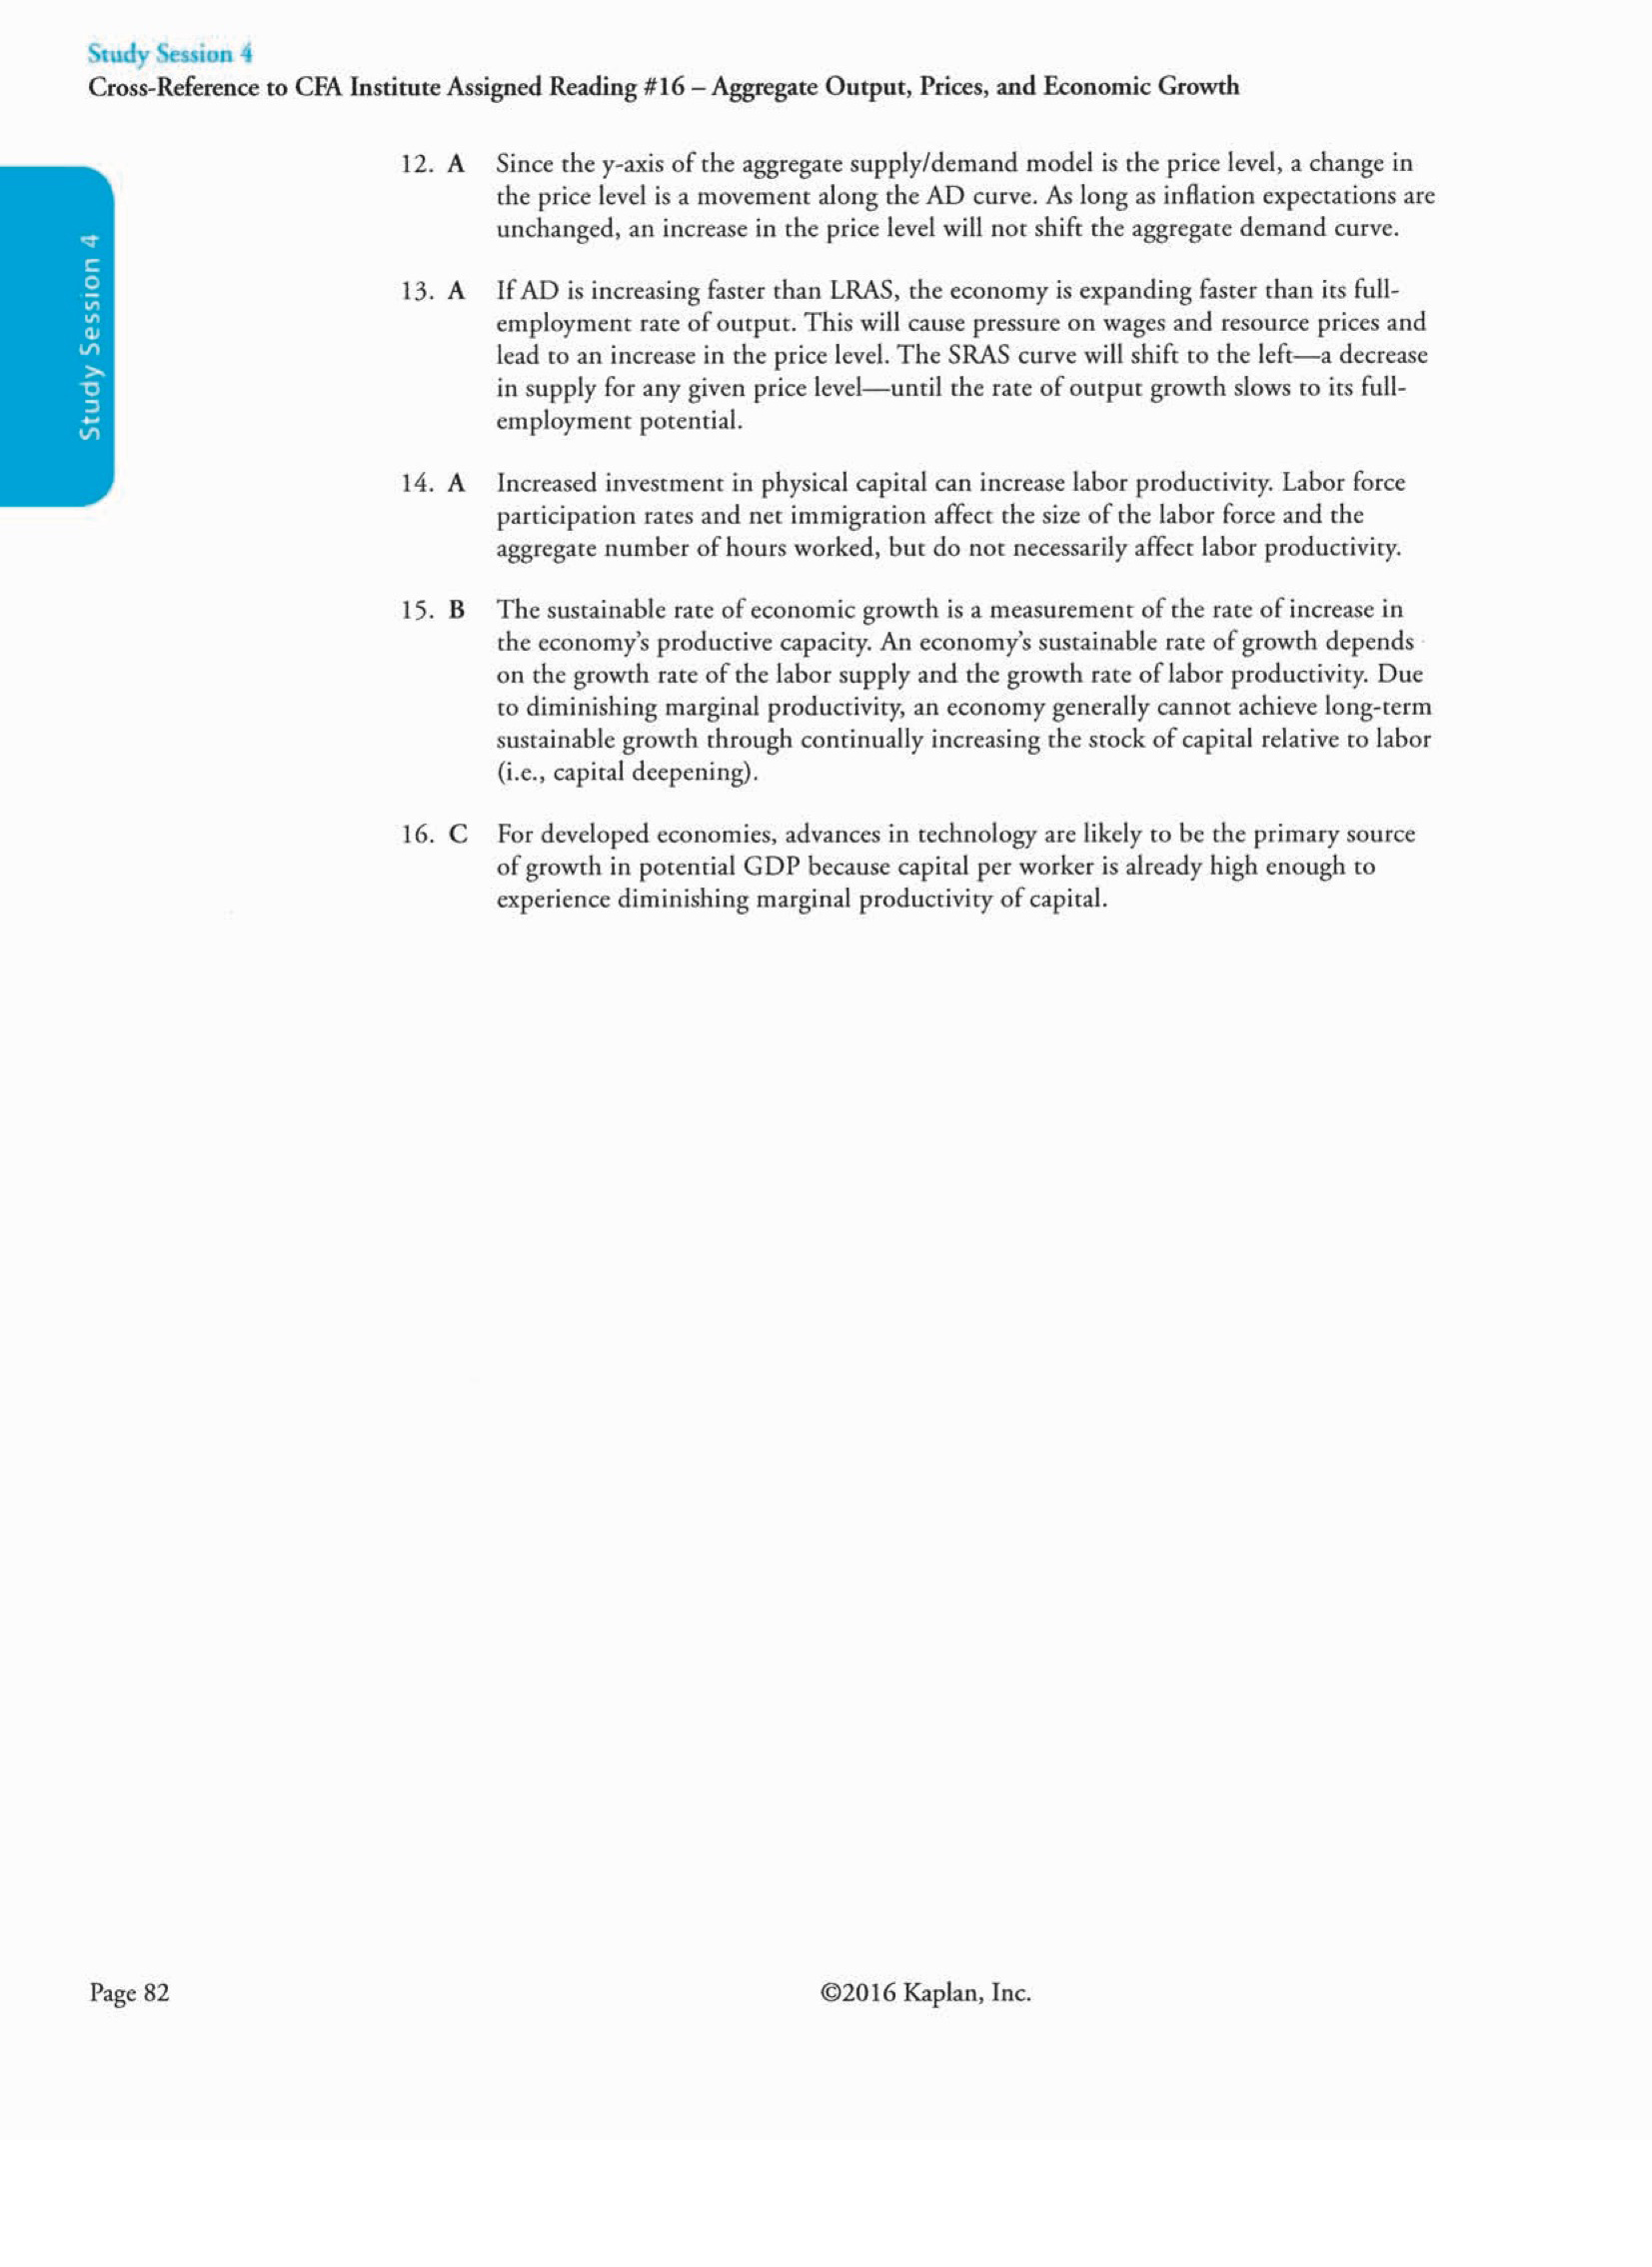 Study Session 4
Cross-Reference to CFA Institute Assigned Reading #16 – Aggregate Output, Prices, and Economic Growth
Study Session 4
12. A Since the y-axis of the aggregate supply/demand model is the price level, a change in
the price level is a movement along the AD curve. As long as inflation expectations are
unchanged, an increase in the price level will not shift the aggregate demand curve.
13. A If AD is increasing faster than LRAS, the economy is expanding faster than its full-
employment rate of output. This will cause pressure on wages and resource prices and
lead to an increase in the price level. The SRAS curve will shift to the left—a decrease
in supply for any given price level—until the rate of output growth slows to its full-
employment potential.
14. A Increased investment in physical capital can increase labor productivity. Labor force
participation rates and net immigration affect the size of the labor force and the
aggregate number of hours worked, but do not necessarily affect labor productivity.
15. B The sustainable rate of economic growth is a measurement of the rate of increase in
the economy’s productive capacity. An economy’s sustainable rate of growth depends
on the growth rate of the labor supply and the growth rate of labor productivity. Due
to diminishing marginal productivity, an economy generally cannot achieve long-term
sustainable growth through continually increasing the stock of capital relative to labor
(i.e., capital deepening).
16. C For developed economies, advances in technology are likely to be the primary source
of growth in potential GDP because capital per worker is already high enough to
experience diminishing marginal productivity of capital.
Page 82 ©2016 Kaplan, Inc.